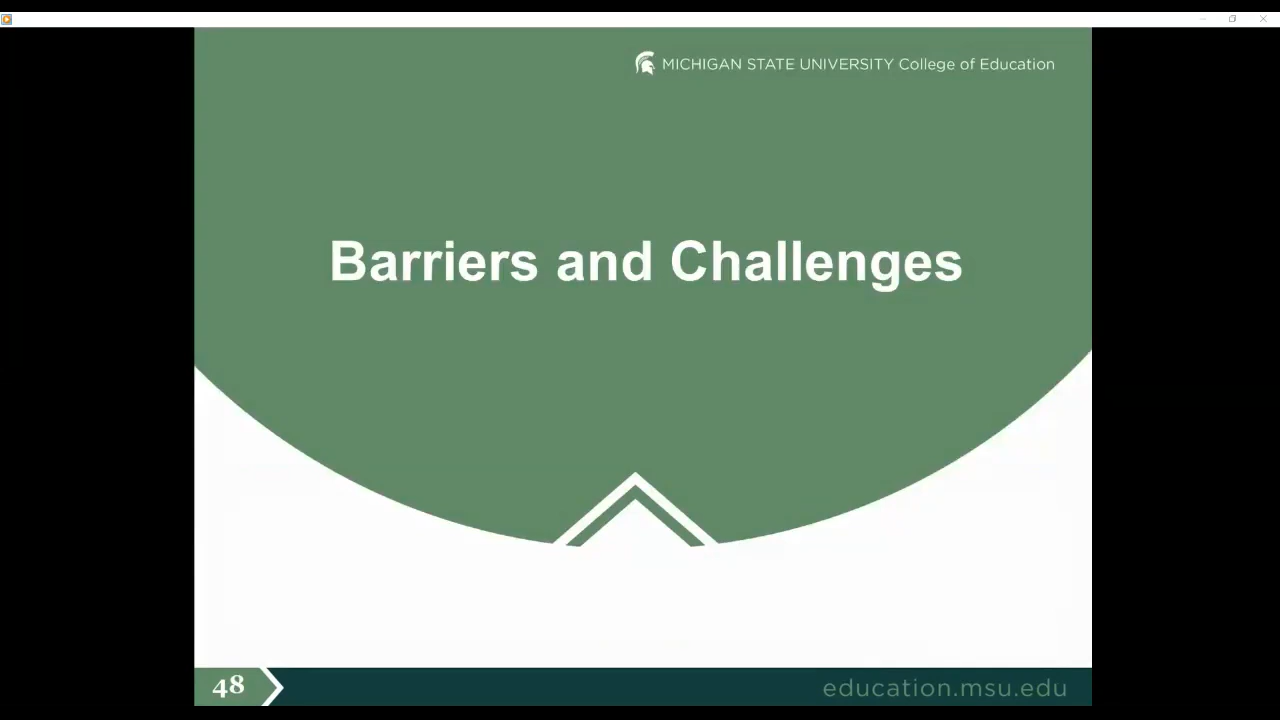 MICHIGAN STATE UNIVERSITY College of Education
Barriers and Challenges
48
education.msu.edu